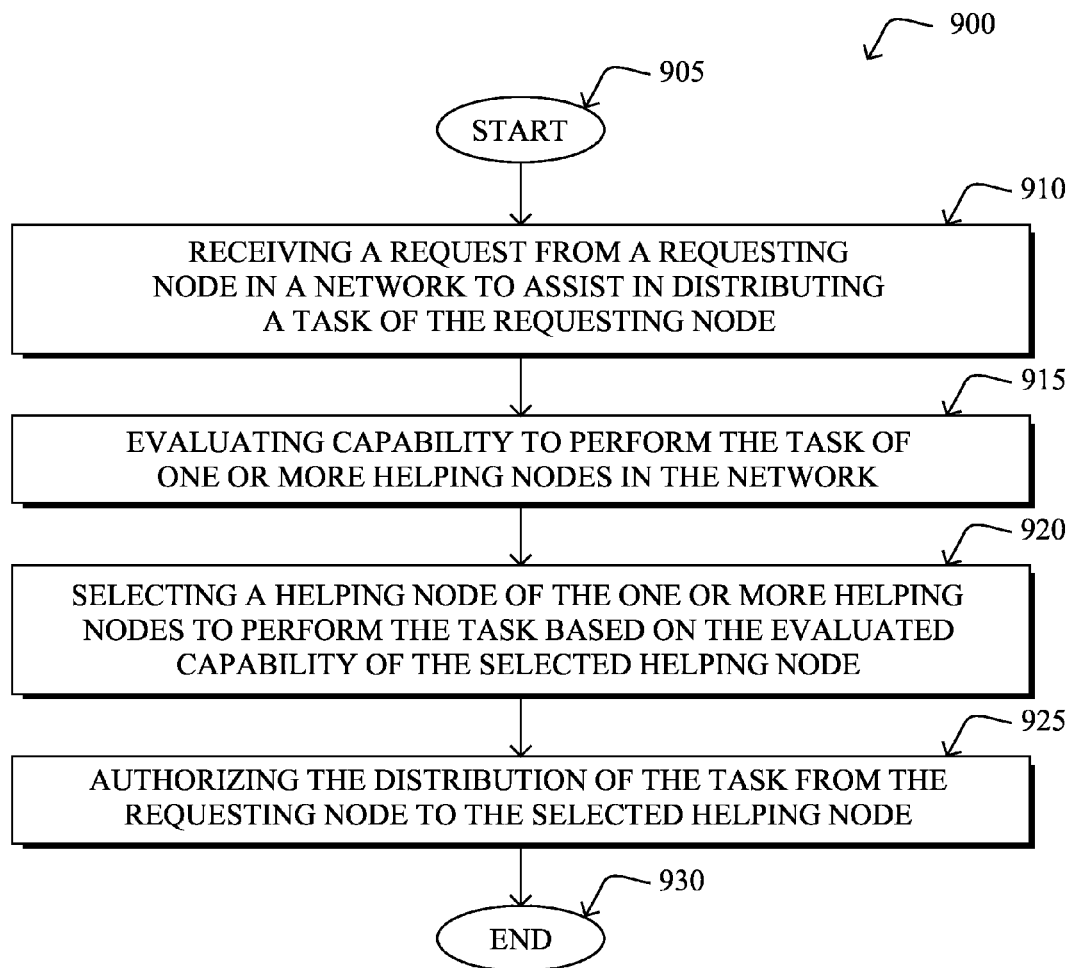 900
905
START
910
RECEIVING A REQUEST FROM A REQUESTING
NODE IN A NETWORK TO ASSIST IN DISTRIBUTING
A TASK OF THE REQUESTING NODE
915
EVALUATING CAPABILITY TO PERFORM THE TASK OF
ONE OR MORE HELPING NODES IN THE NETWORK
920
SELECTING A HELPING NODE OF THE ONE OR MORE HELPING
NODES TO PERFORM THE TASK BASED ON THE EVALUATED
CAPABILITY OF THE SELECTED HELPING NODE
925
AUTHORIZING THE DISTRIBUTION OF THE TASK FROM THE
REQUESTING NODE TO THE SELECTED HELPING NODE
930
END